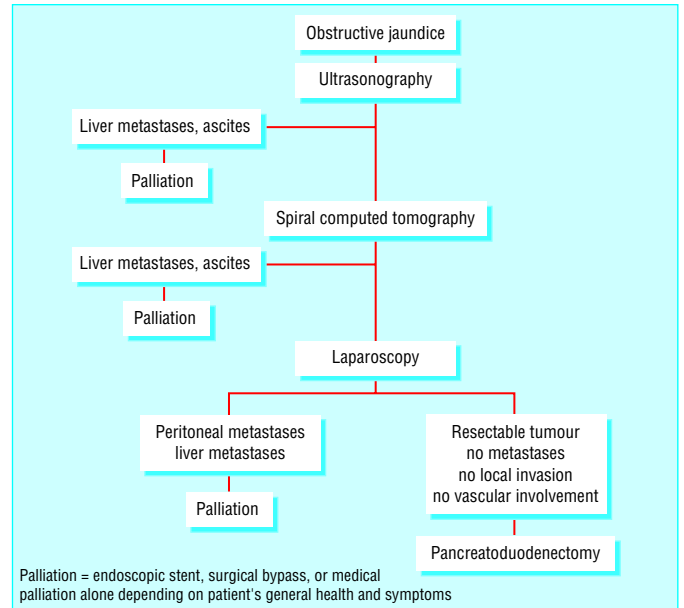 Obstructive jaundice
Ultrasonography
Liver metastases, ascites
Palliation
Spiral computed tomography
Liver metastases, ascites
Palliation
Laparoscopy
Peritoneal metastases
liver metastases
Palliation
Resectable tumour
no metastases
no local invasion
no vascular involvement
Pancreatoduodenectomy
Palliation = endoscopic stent, surgical bypass, or medical
palliation alone depending on patient's general health and symptoms